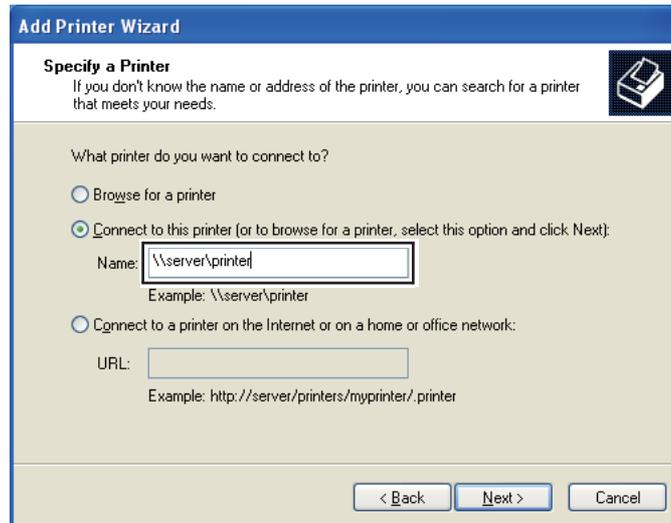 Add Printer Wizard
Specify a Printer
If you don't know the name or address of the printer, you can search for a printer
that meets your needs.
What printer do you want to connect to?
Browse for a printer
Connect to this printer (or to browse for a printer, select this option and click Next):
Name: \\server\printer
Example: \\server\printer
Connect to a printer on the Internet or on a home or office network:
URL:
Example: http://server/printers/myprinter/.printer
< Back Next > Cancel